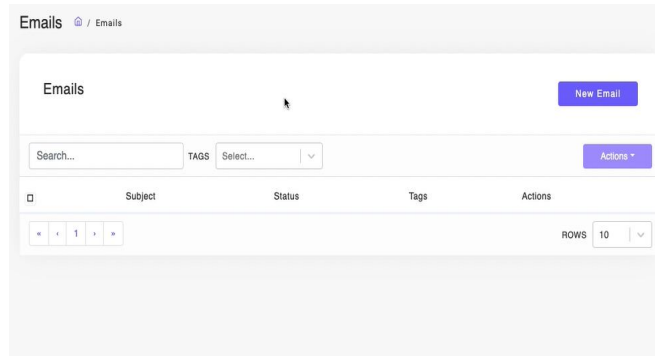 Emails / Emails
Emails
New Email
Search... TAGS Select... Actions
Subject Status Tags Actions
« ‹ 1 › » ROWS 10